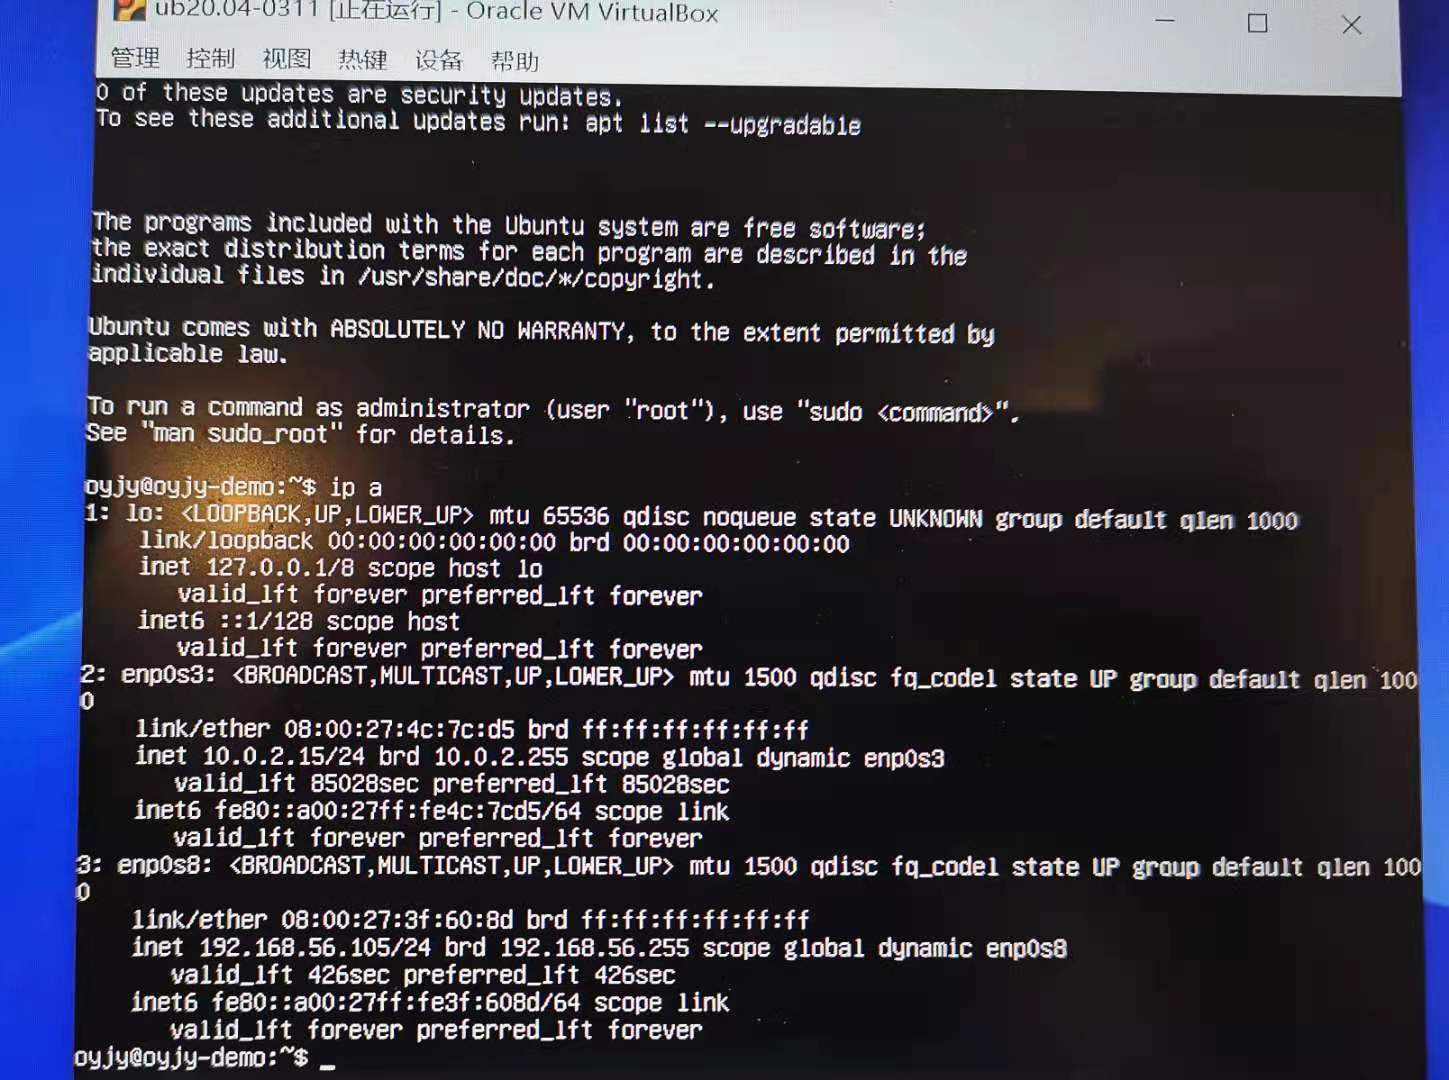 ub20.04-0311 [正在运行] - Oracle VM VirtualBox
管理 控制 视图 热键 设备 帮助
0 of these updates are security updates.
To see these additional updates run: apt list --upgradable
The programs included with the Ubuntu system are free software;
the exact distribution terms for each program are described in the
individual files in /usr/share/doc/*/copyright.
Ubuntu comes with ABSOLUTELY NO WARRANTY, to the extent permitted by
applicable law.
To run a command as administrator (user "root"), use "sudo <command>".
See "man sudo_root" for details.
oyjy@oyjy-demo:~$ ip a
1: lo: <LOOPBACK,UP,LOWER_UP> mtu 65536 qdisc noqueue state UNKNOWN group default qlen 1000
link/loopback 00:00:00:00:00:00 brd 00:00:00:00:00:00
inet 127.0.0.1/8 scope host lo
valid_lft forever preferred_lft forever
inet6 ::1/128 scope host
valid_lft forever preferred_lft forever
2: enp0s3: <BROADCAST,MULTICAST,UP,LOWER_UP> mtu 1500 qdisc fq_codel state UP group default qlen 100
0
link/ether 08:00:27:4c:7c:d5 brd ff:ff:ff:ff:ff:ff
inet 10.0.2.15/24 brd 10.0.2.255 scope global dynamic enp0s3
valid_lft 85028sec preferred_lft 85028sec
inet6 fe80::a00:27ff:fe4c:7cd5/64 scope link
valid_lft forever preferred_lft forever
3: enp0s8: <BROADCAST,MULTICAST,UP,LOWER_UP> mtu 1500 qdisc fq_codel state UP group default qlen 100
0
link/ether 08:00:27:3f:60:8d brd ff:ff:ff:ff:ff:ff
inet 192.168.56.105/24 brd 192.168.56.255 scope global dynamic enp0s8
valid_lft 426sec preferred_lft 426sec
inet6 fe80::a00:27ff:fe3f:608d/64 scope link
valid_lft forever preferred_lft forever
oyjy@oyjy-demo:~$ _